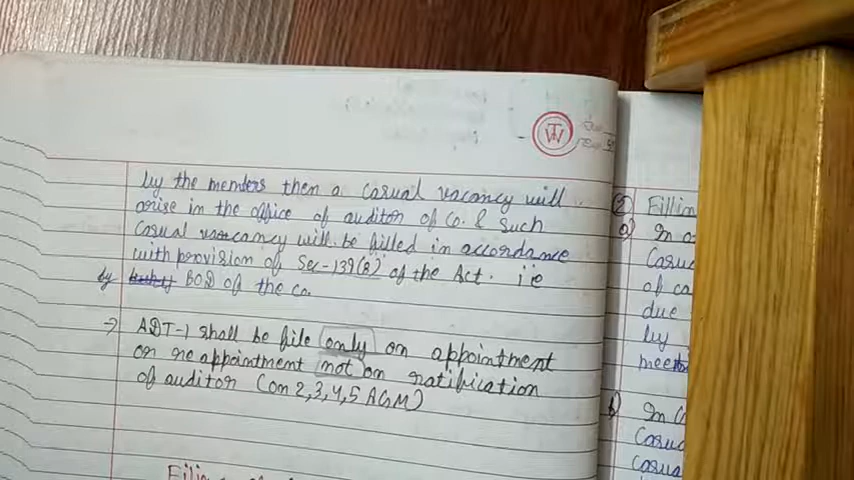 by the members then a casual vacancy will
arise in the office of auditor of Co. & such
casual vacancy will be filled in accordance
with provision of Sec-139(8) of the Act. i.e
by BOD of the co.
→ ADT-1 shall be file only on appointment
or re appointment not on ratification
of auditor (on 2,3,4,5 AGM)
② Fillin
a) In
Casu
of ca
due
by
meet
b) In
Casu
Casua